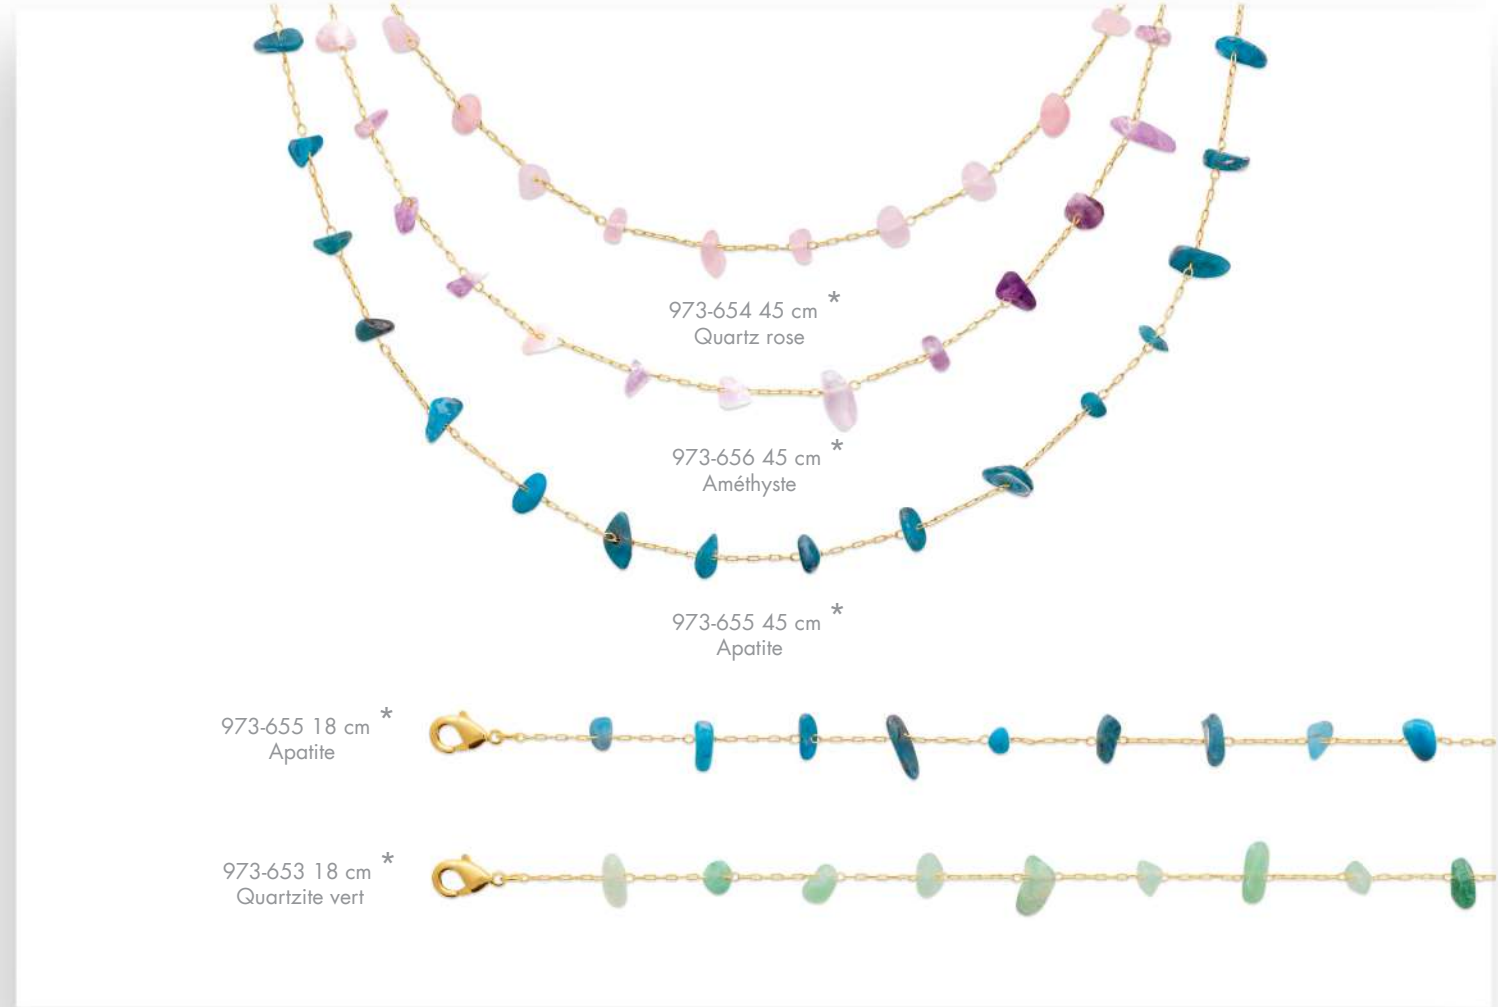 973-654 45 cm *
Quartz rose
973-656 45 cm *
Améthyste
973-655 45 cm *
Apatite
973-655 18 cm *
Apatite
973-653 18 cm *
Quartzite vert